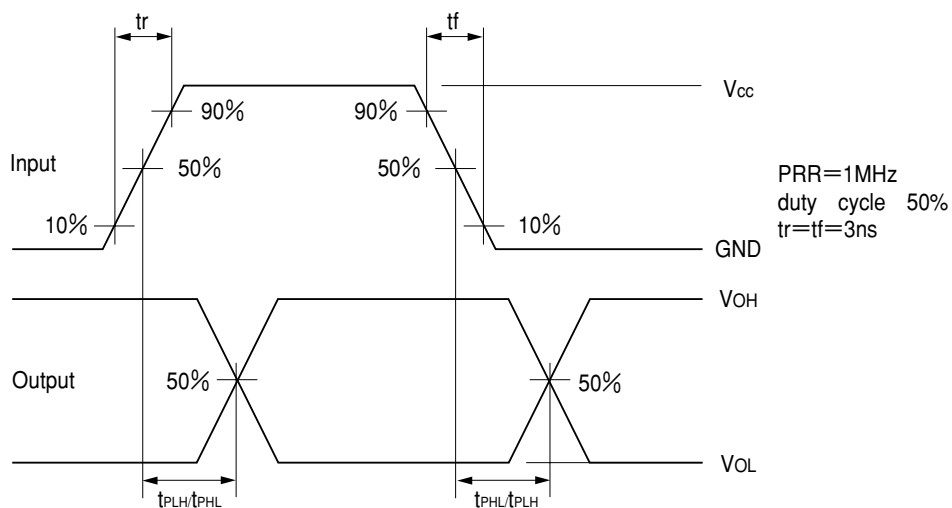 tr
tf
Vcc
90%
90%
Input
50%
50%
PRR=1MHz
duty cycle 50%
tr=tf=3ns
10%
10%
GND
VOH
Output
50%
50%
VOL
tPLH/tPHL
tPHL/tPLH